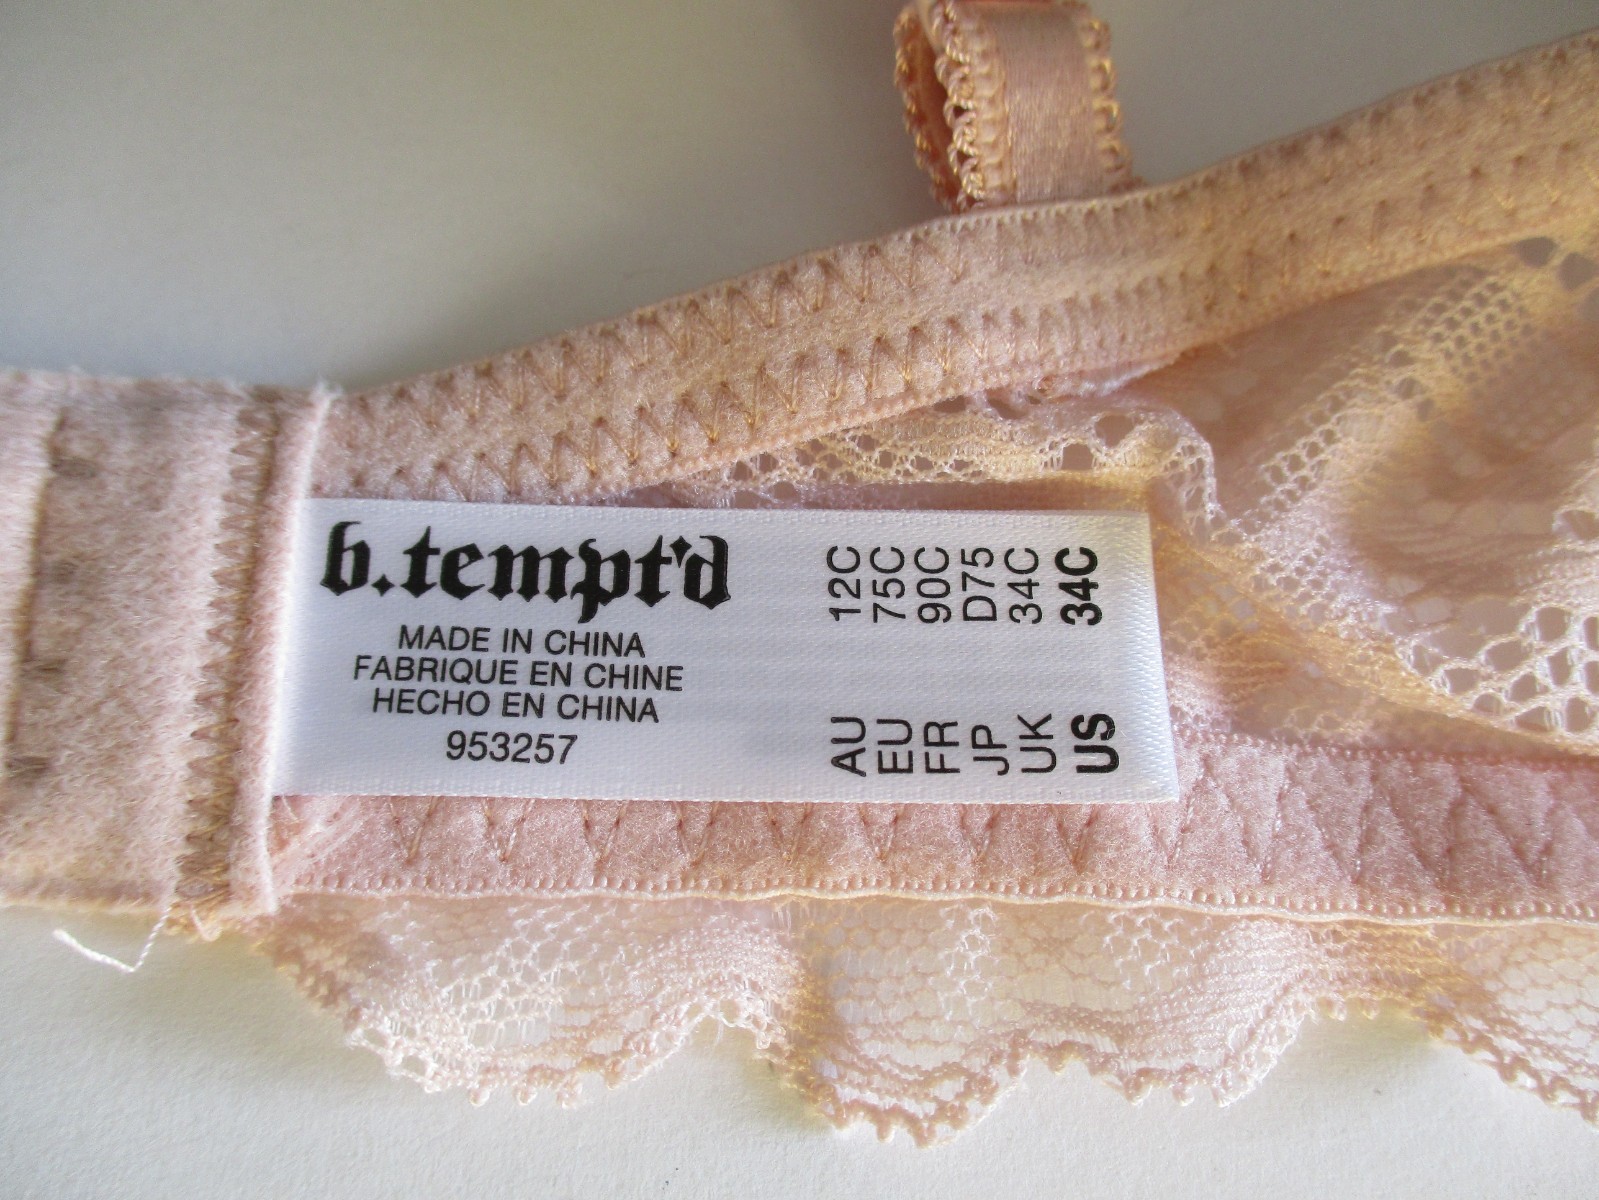 b.tempt'd
MADE IN CHINA
FABRIQUE EN CHINE
HECHO EN CHINA
953257
AU 12C
EU 75C
FR 90C
JP D75
UK 34C
US 34C